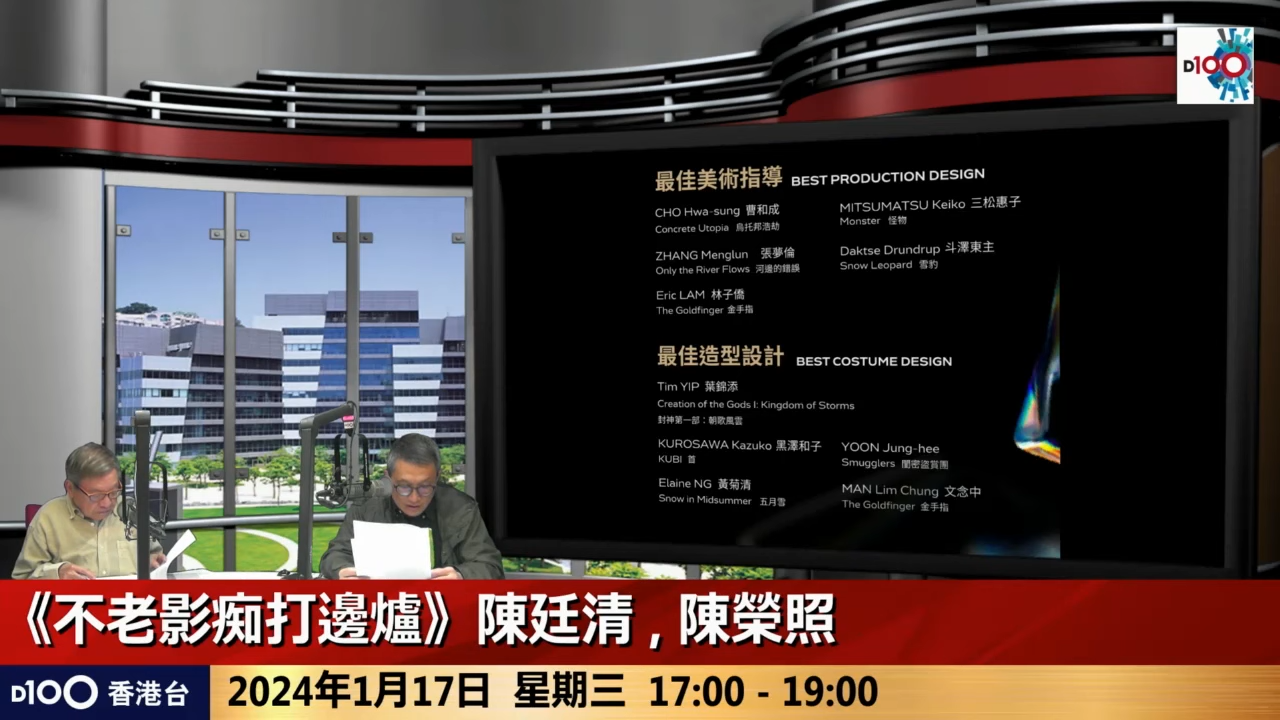 D100
最佳美術指導 BEST PRODUCTION DESIGN
CHO Hwa-sung 曹和成
Concrete Utopia 烏托邦浩劫
MITSUMATSU Keiko 三松惠子
Monster 怪物
ZHANG Menglun 張夢倫
Only the River Flows 河邊的錯誤
Daktse Drundrup 斗澤東主
Snow Leopard 雪豹
Eric LAM 林子僑
The Goldfinger 金手指
最佳造型設計 BEST COSTUME DESIGN
Tim YIP 葉錦添
Creation of the Gods I: Kingdom of Storms
封神第一部：朝歌風雲
KUROSAWA Kazuko 黑澤和子
KUBI 首
YOON Jung-hee
Smugglers 閨密盜賞團
Elaine NG 黃菊清
Snow in Midsummer 五月雪
MAN Lim Chung 文念中
The Goldfinger 金手指
《不老影痴打邊爐》陳廷清 , 陳榮照
D100 香港台 2024年1月17日 星期三 17:00 - 19:00